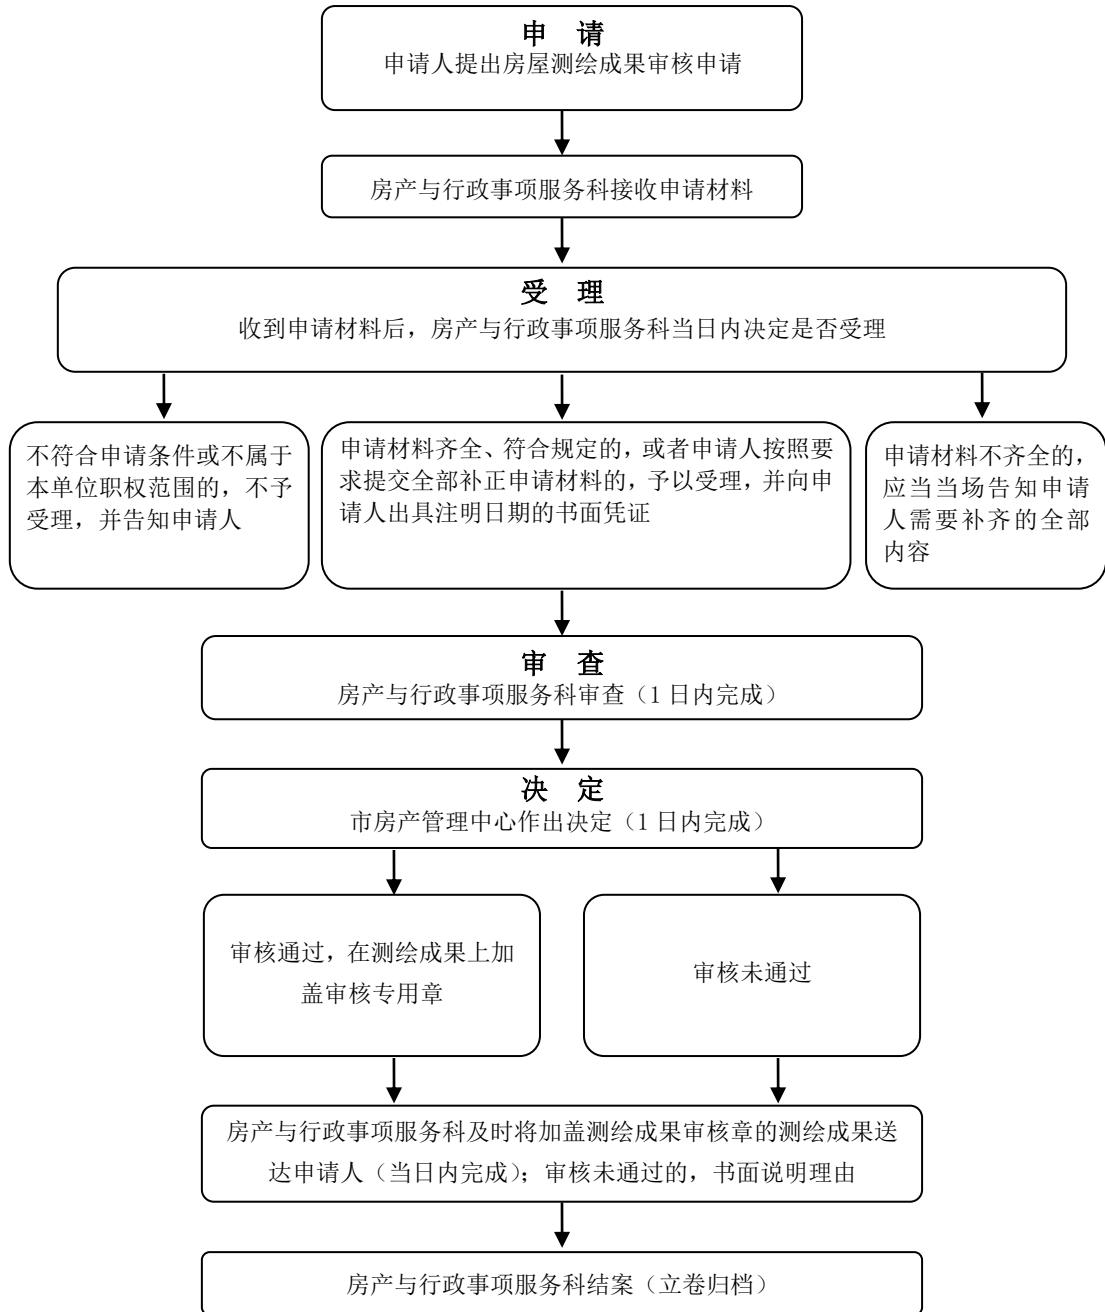 申 请
申请人提出房屋测绘成果审核申请
房产与行政事项服务科接收申请材料
受 理
收到申请材料后，房产与行政事项服务科当日内决定是否受理
不符合申请条件或不属于
本单位职权范围的，不予
受理，并告知申请人
申请材料齐全、符合规定的，或者申请人按照要
求提交全部补正申请材料的，予以受理，并向申
请人出具注明日期的书面凭证
申请材料不齐全的，
应当当场告知申请
人需要补齐的全部
内容
审 查
房产与行政事项服务科审查（1 日内完成）
决 定
市房产管理中心作出决定（1 日内完成）
审核通过，在测绘成果上加
盖审核专用章
审核未通过
房产与行政事项服务科及时将加盖测绘成果审核章的测绘成果送
达申请人（当日内完成）；审核未通过的，书面说明理由
房产与行政事项服务科结案（立卷归档）